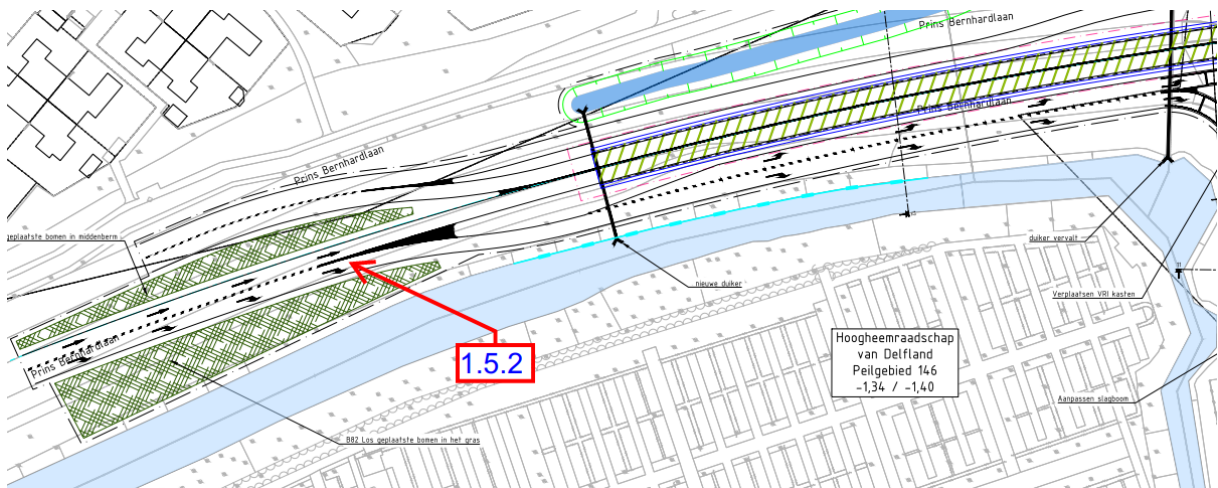 Prins Bernhardlaan
Prins Bernhardlaan
Prins Bernhardlaan
geplaatste bomen in middenberm
duiker vervalt
nieuwe duiker
Verplaatsen VRI kasten
Prins Bernhardlaan
1.5.2
Hoogheemraadschap
van Delfland
Peilgebied 146
-1,34 / -1,40
Aanpassen slagboom
B82 Los geplaatste bomen in het gras